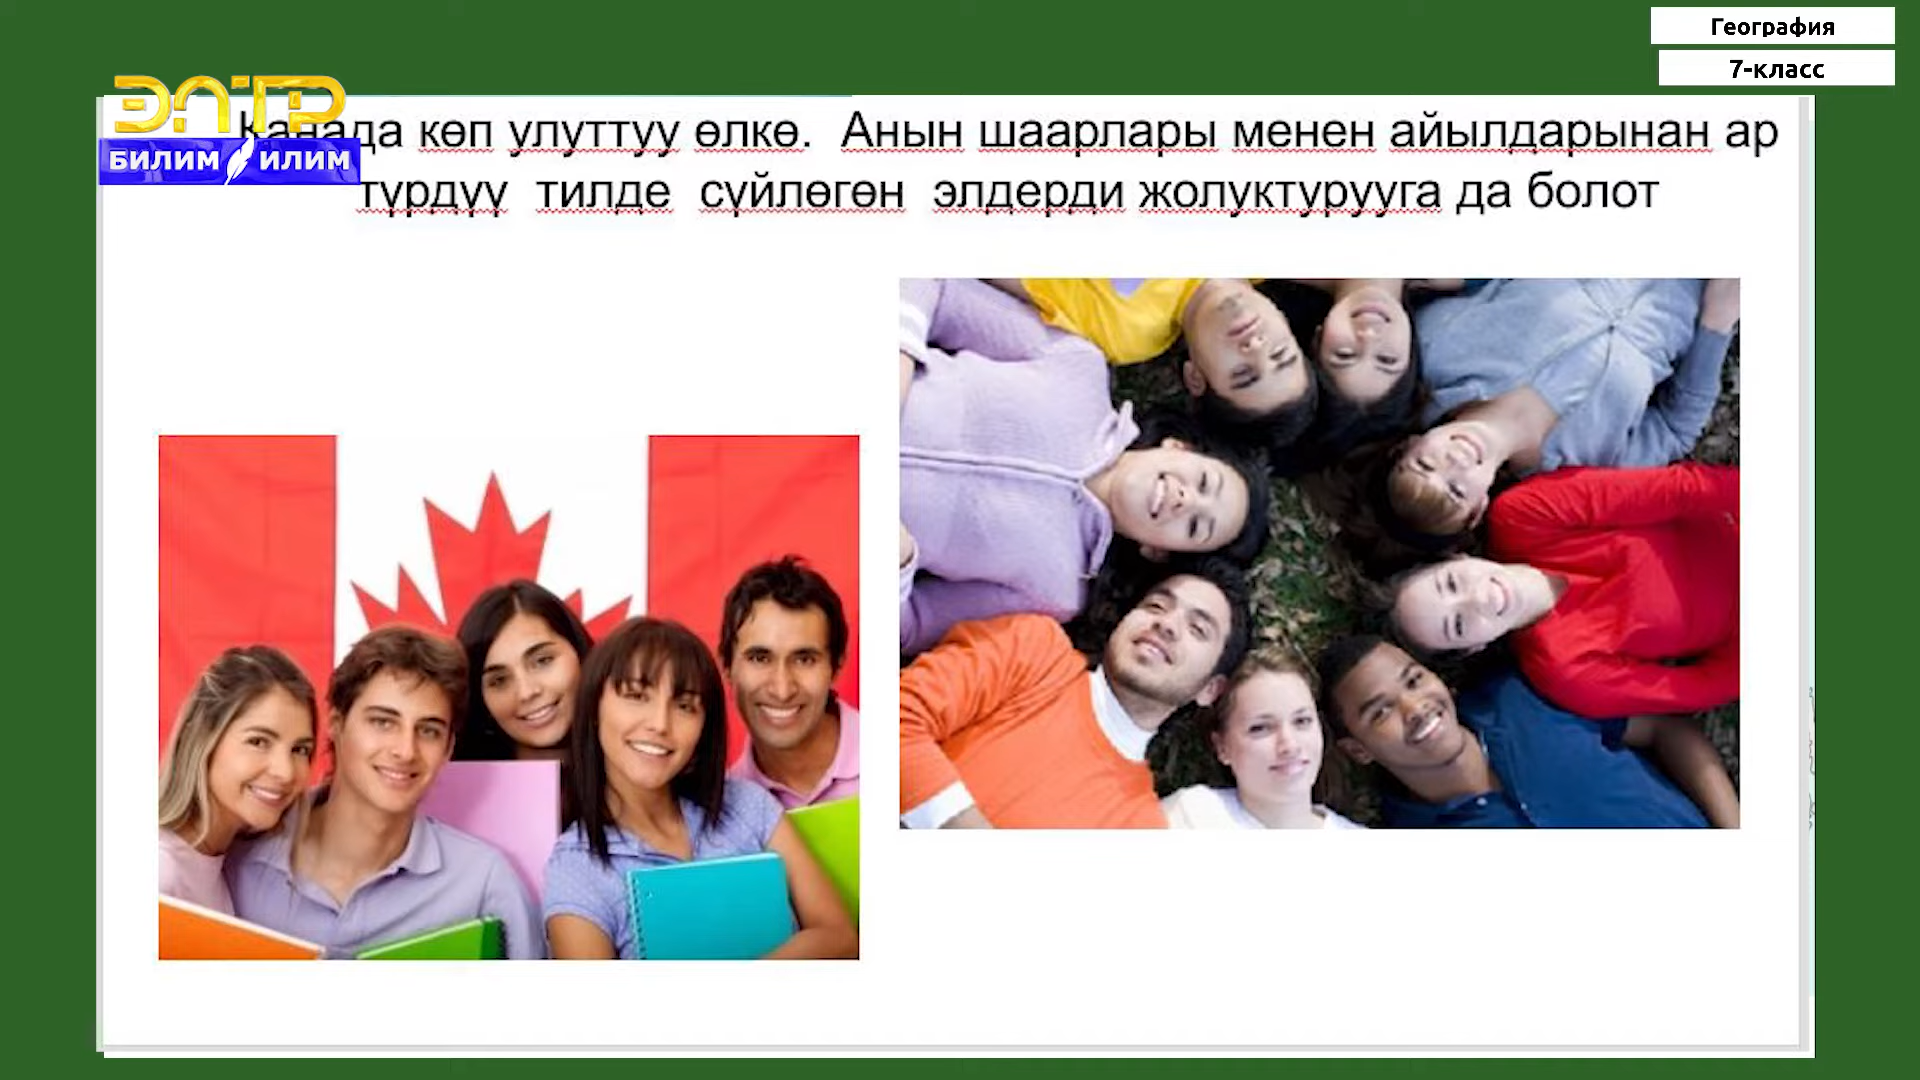 География
7-класс
ЭЛТР
БИЛИМ ИЛИМ
Канада көп улуттуу өлкө. Анын шаарлары менен айылдарынан ар
түрдүү тилде сүйлөгөн элдерди жолуктурууга да болот